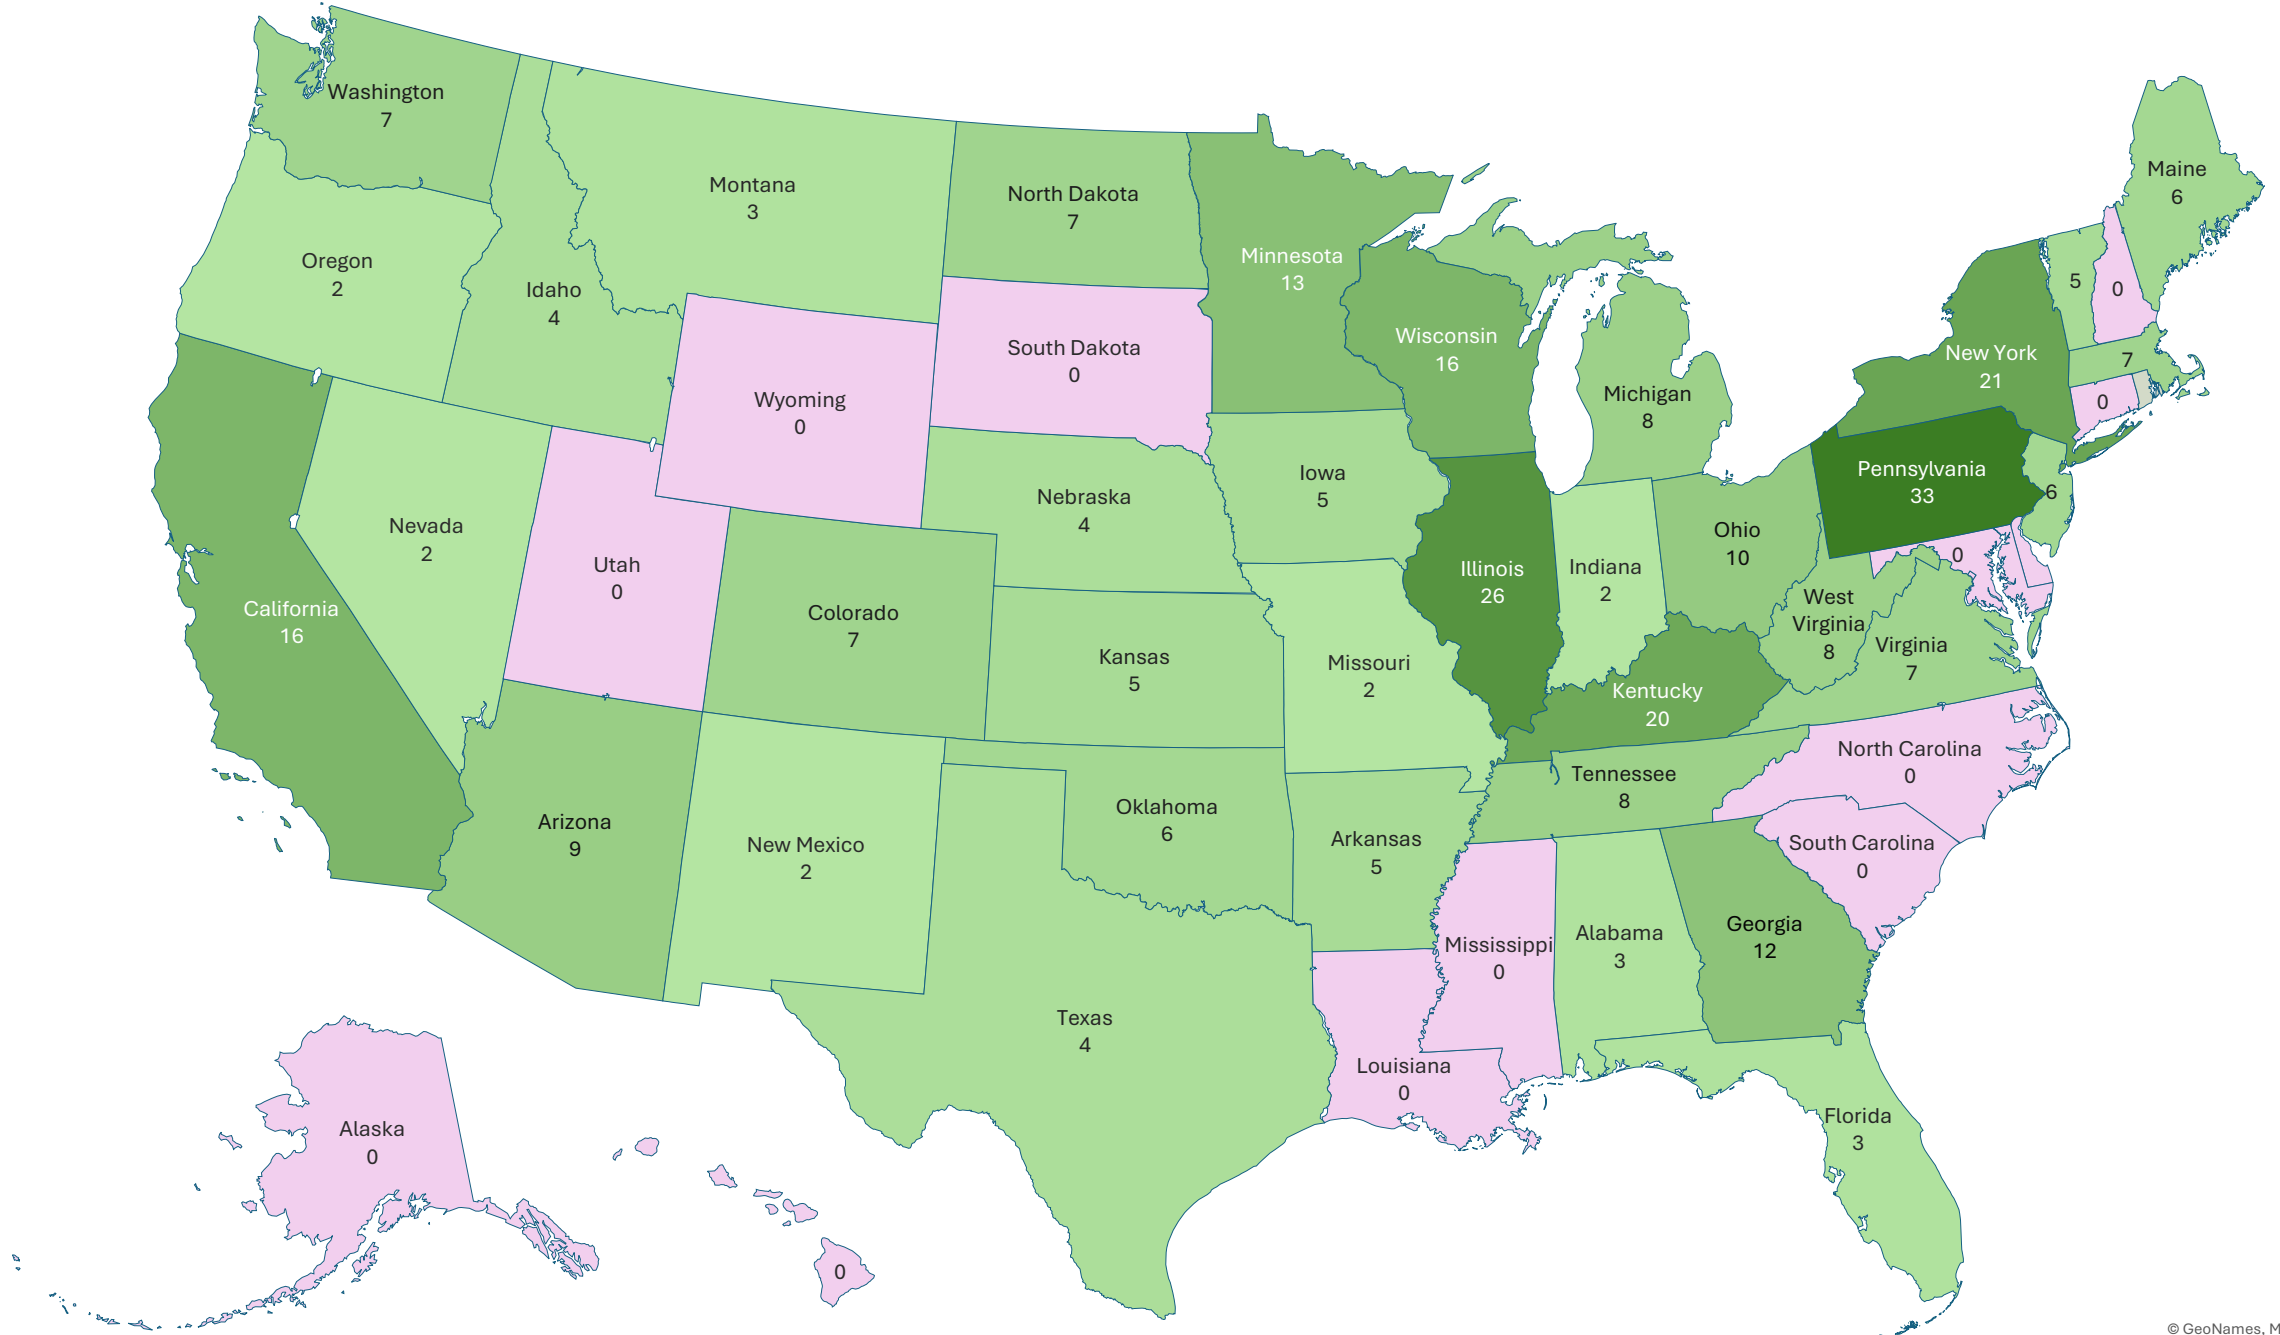 Washington
7
Montana
3
North Dakota
7
Minnesota
13
Maine
6
Oregon
2
Idaho
4
South Dakota
0
Wisconsin
16
Michigan
8
New York
21
5
0
7
0
Wyoming
0
Nebraska
4
Iowa
5
Pennsylvania
33
6
Nevada
2
Utah
0
Colorado
7
Illinois
26
Indiana
2
Ohio
10
0
California
16
Kansas
5
Missouri
2
Kentucky
20
West
Virginia
8
Virginia
7
Arizona
9
New Mexico
2
Oklahoma
6
Arkansas
5
Tennessee
8
North Carolina
0
South Carolina
0
Texas
4
Louisiana
0
Mississippi
0
Alabama
3
Georgia
12
Florida
3
Alaska
0
0
© GeoNames, M